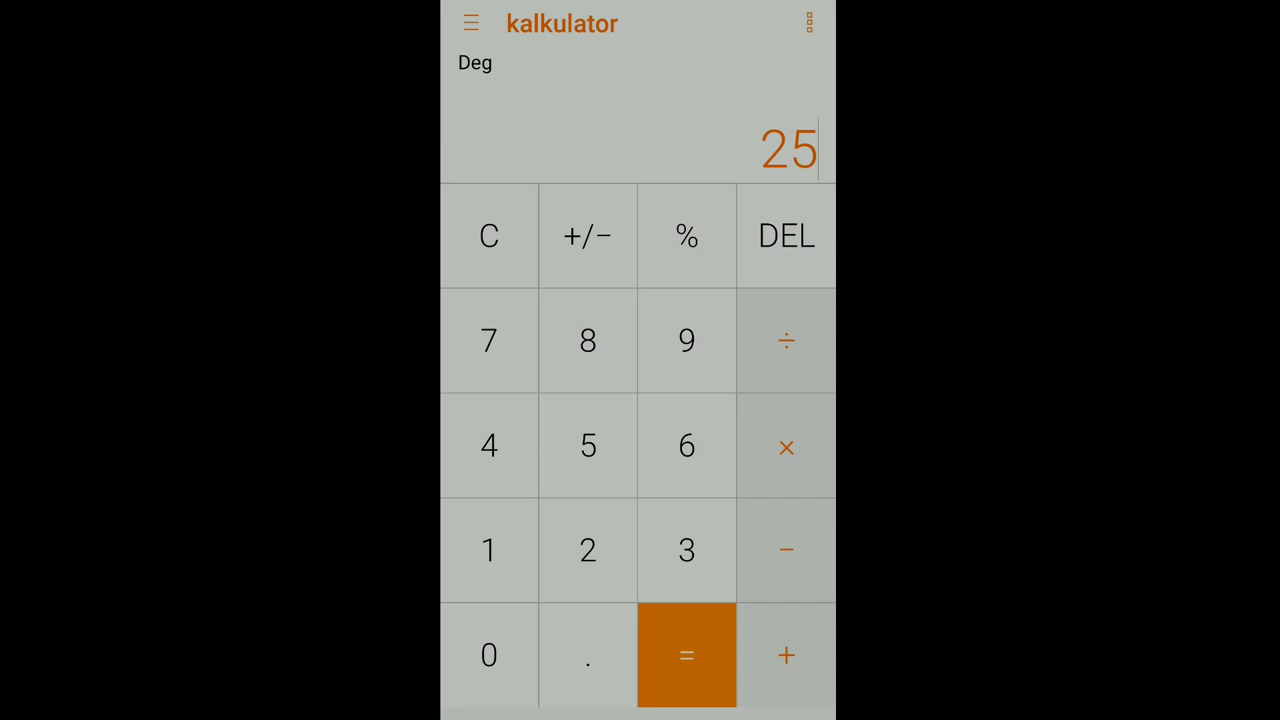 kalkulator
Deg
25
C +/− % DEL
7 8 9 ÷
4 5 6 ×
1 2 3 −
0 . = +